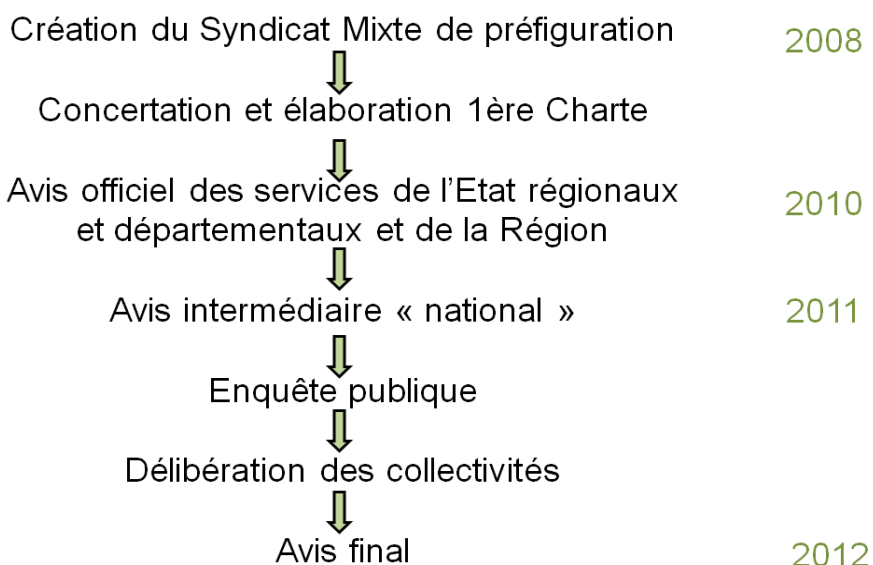 Création du Syndicat Mixte de préfiguration 2008
Concertation et élaboration 1ère Charte
Avis officiel des services de l'Etat régionaux
et départementaux et de la Région 2010
Avis intermédiaire « national » 2011
Enquête publique
Délibération des collectivités
Avis final 2012